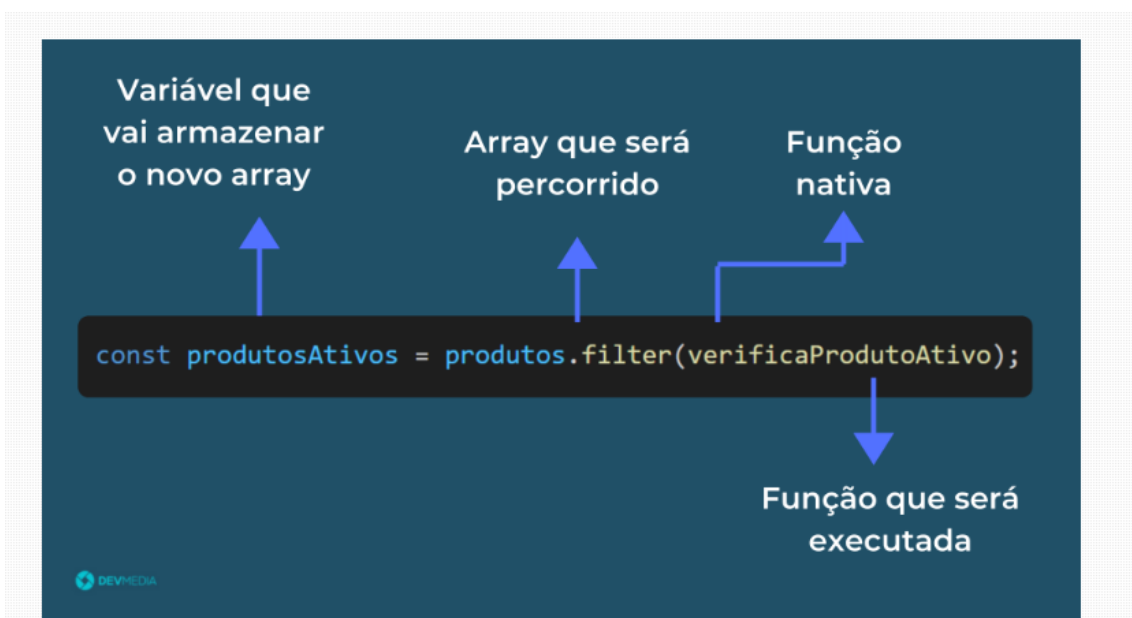 Variável que
vai armazenar
o novo array
Array que será
percorrido
Função
nativa
const produtosAtivos = produtos.filter(verificaProdutoAtivo);
Função que será
executada
DEVMEDIA